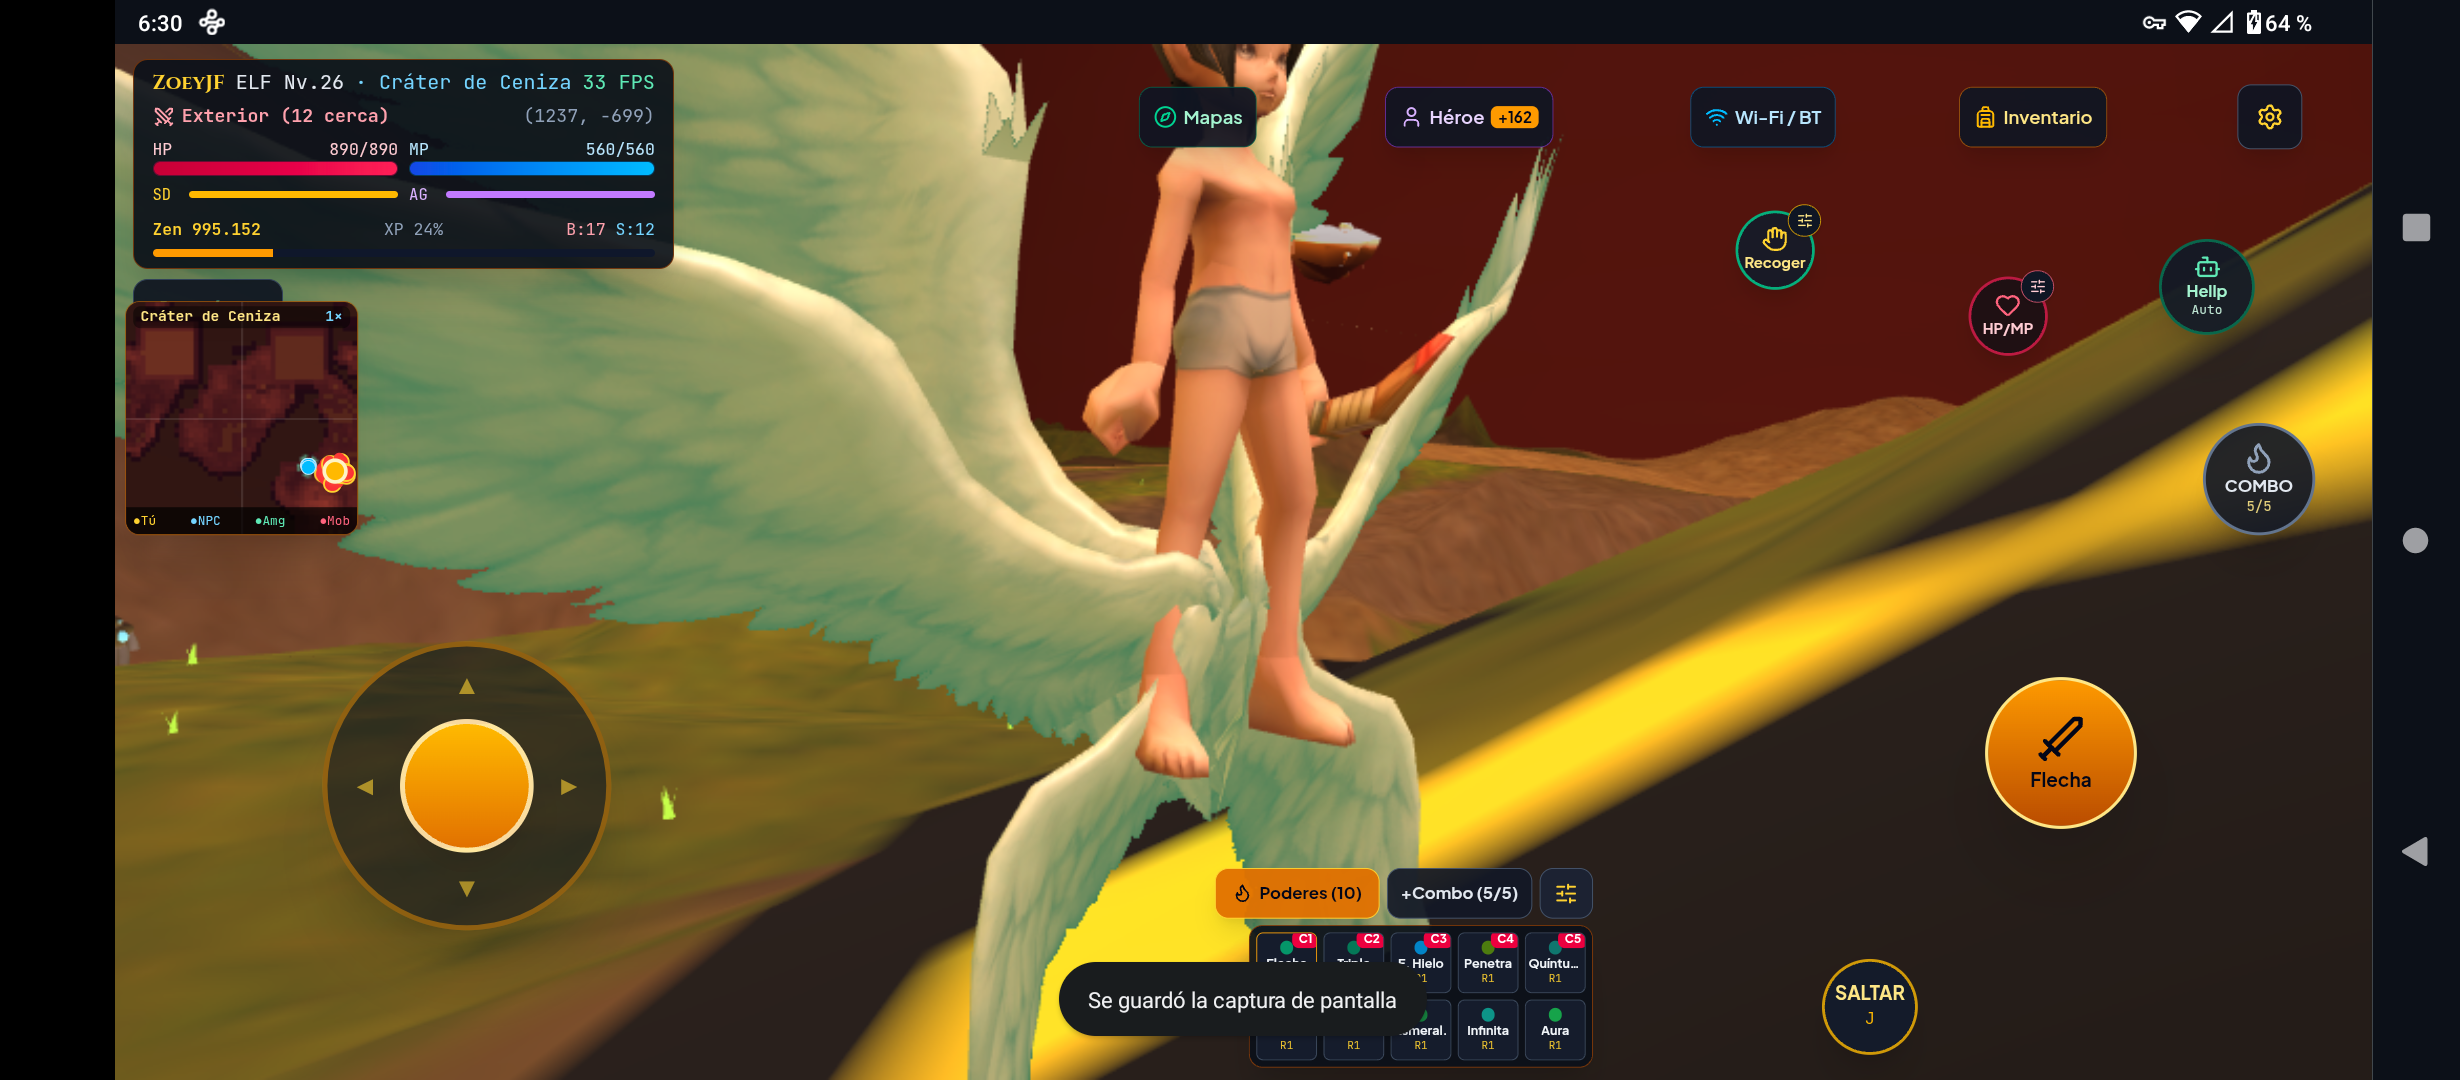 6:30
64 %
ZoeyJF ELF Nv.26 · Cráter de Ceniza 33 FPS
Exterior (12 cerca) (1237, -699)
HP 890/890 MP 560/560
SD AG
Zen 995.152 XP 24% B:17 S:12
Mapas
Héroe +162
Wi-Fi / BT
Inventario
Recoger
HP/MP
Hellp
Auto
Cráter de Ceniza 1×
Tú NPC Amg Mob
COMBO
5/5
Flecha
Poderes (10) +Combo (5/5)
C1 C2 C3 C4 C5
Hielo Penetra Quíntu...
R1 R1
Se guardó la captura de pantalla
Infinita Aura
R1 R1 R1 R1 R1
SALTAR
J